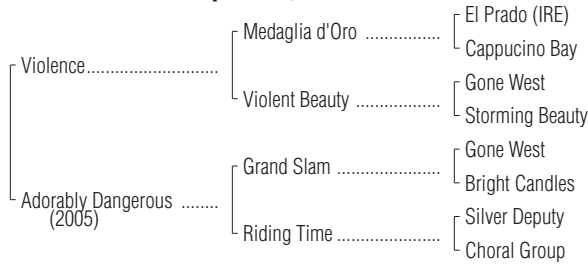 El Prado (IRE)
Medaglia d'Oro ..................
Cappucino Bay
Violence............................
Gone West
Violent Beauty ....................
Storming Beauty
Gone West
Grand Slam ......................
Bright Candles
Adorably Dangerous ........
(2005)
Silver Deputy
Riding Time ......................
Choral Group